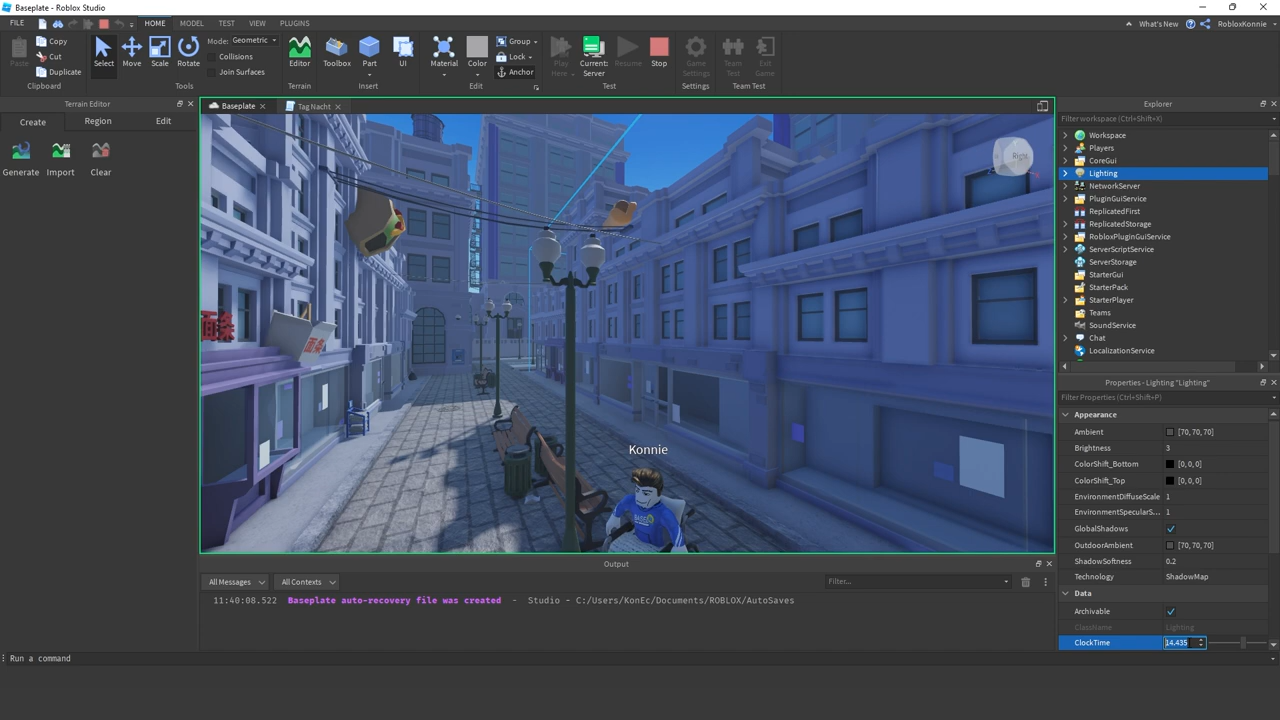 Baseplate - Roblox Studio
FILE HOME MODEL TEST VIEW PLUGINS
What's New RobloxKonnie
Paste Copy Cut Duplicate Clipboard
Select Move Scale Rotate Mode: Geometric Collisions Join Surfaces Tools
Editor Terrain
Toolbox Part UI Insert
Material Color Group Lock Anchor Edit
Play Here Current: Server Resume Stop Test
Game Settings Settings
Team Test Exit Game Team Test
Terrain Editor
Create Region Edit
Generate Import Clear
Baseplate Tag Nacht
面条
面条
Right
Konnie
Output
All Messages All Contexts Filter...
11:40:08.522 Baseplate auto-recovery file was created - Studio - C:/Users/KonEc/Documents/ROBLOX/AutoSaves
Run a command
Explorer
Filter workspace (Ctrl+Shift+X)
Workspace
Players
CoreGui
Lighting
NetworkServer
PluginGuiService
ReplicatedFirst
ReplicatedStorage
RobloxPluginGuiService
ServerScriptService
ServerStorage
StarterGui
StarterPack
StarterPlayer
Teams
SoundService
Chat
LocalizationService
Properties - Lighting "Lighting"
Filter Properties (Ctrl+Shift+P)
Appearance
Ambient [70, 70, 70]
Brightness 3
ColorShift_Bottom [0, 0, 0]
ColorShift_Top [0, 0, 0]
EnvironmentDiffuseScale 1
EnvironmentSpecularS... 1
GlobalShadows
OutdoorAmbient [70, 70, 70]
ShadowSoftness 0.2
Technology ShadowMap
Data
Archivable
ClassName Lighting
ClockTime 14.435